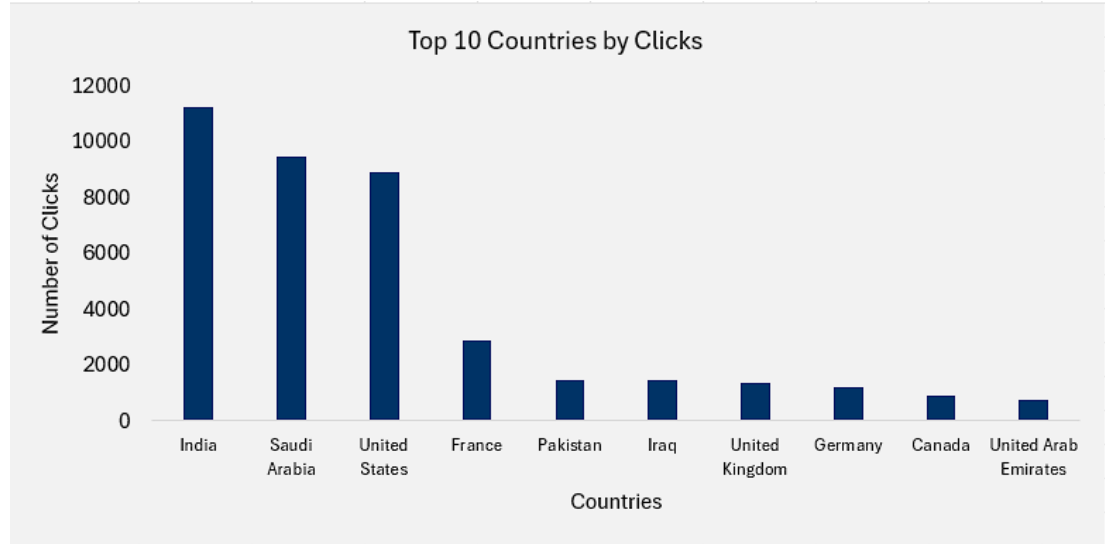 Top 10 Countries by Clicks
12000
10000
8000
6000
4000
2000
0
Number of Clicks
India
Saudi
Arabia
United
States
France
Pakistan
Iraq
United
Kingdom
Germany
Canada
United Arab
Emirates
Countries